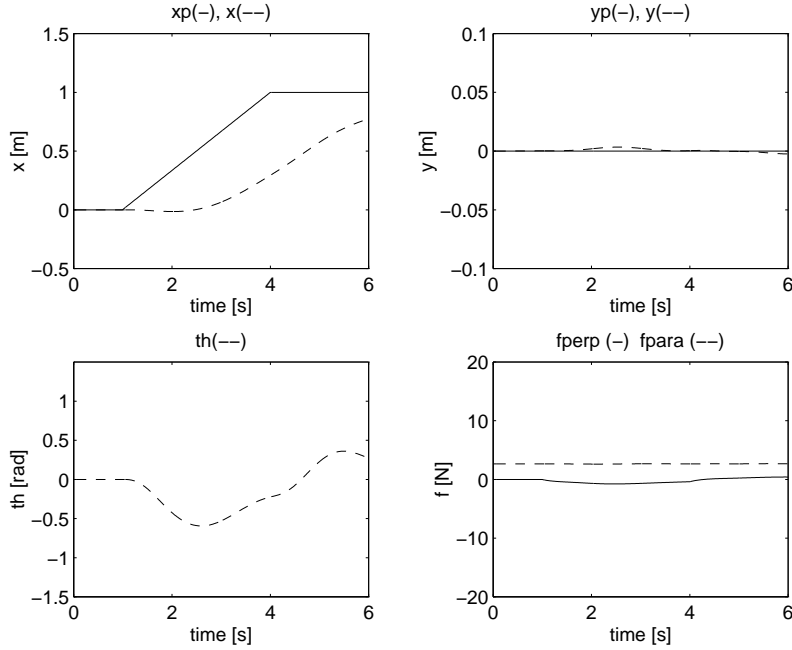 xp(−), x(−−)
1.5
1
0.5
0
−0.5
x [m]
0 2 4 6
time [s]
yp(−), y(−−)
0.1
0.05
0
−0.05
−0.1
y [m]
0 2 4 6
time [s]
th(−−)
1
0.5
0
−0.5
−1
−1.5
th [rad]
0 2 4 6
time [s]
fperp (−) fpara (−−)
20
10
0
−10
−20
f [N]
0 2 4 6
time [s]